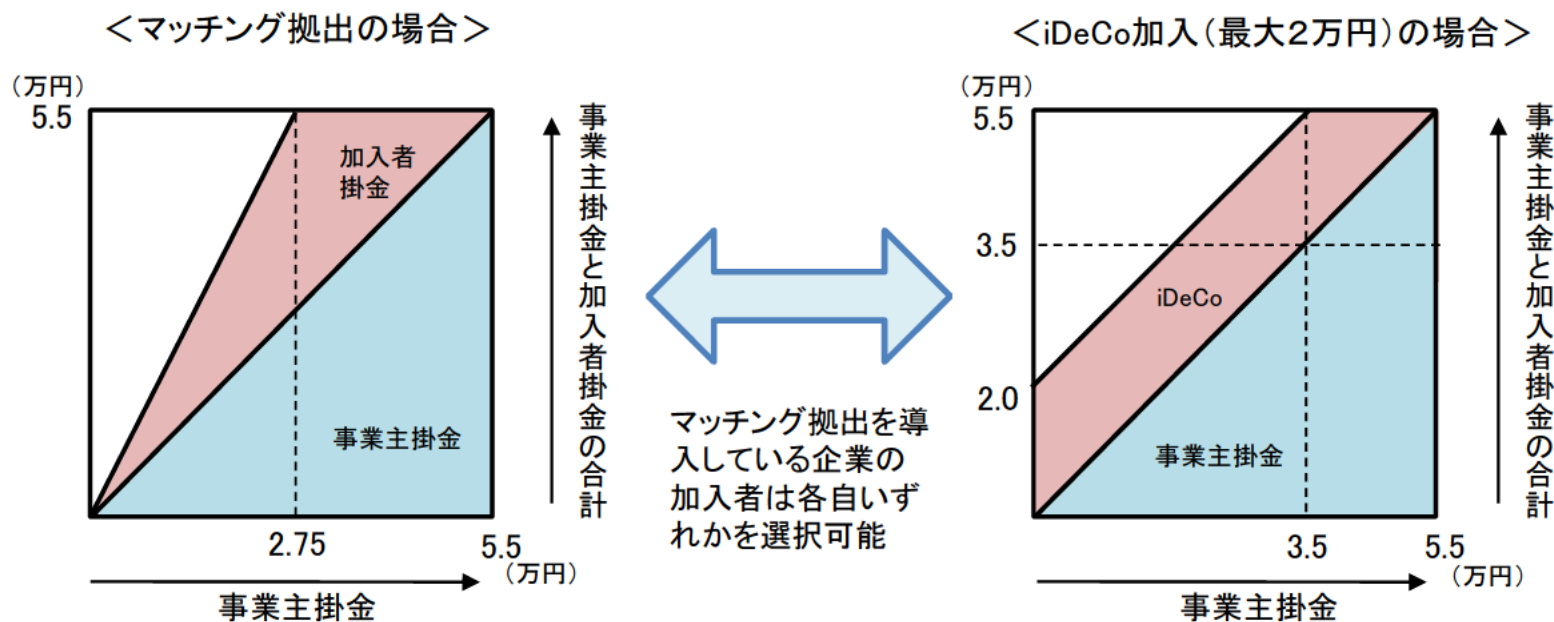 ＜マッチング拠出の場合＞
（万円）
5.5
加入者
掛金
事業主掛金
2.75
5.5
（万円）
事業主掛金
事業主掛金と加入者掛金の合計
マッチング拠出を導
入している企業の
加入者は各自いず
れかを選択可能
＜iDeCo加入（最大２万円）の場合＞
（万円）
5.5
3.5
2.0
iDeCo
事業主掛金
3.5
5.5
（万円）
事業主掛金
事業主掛金と加入者掛金の合計